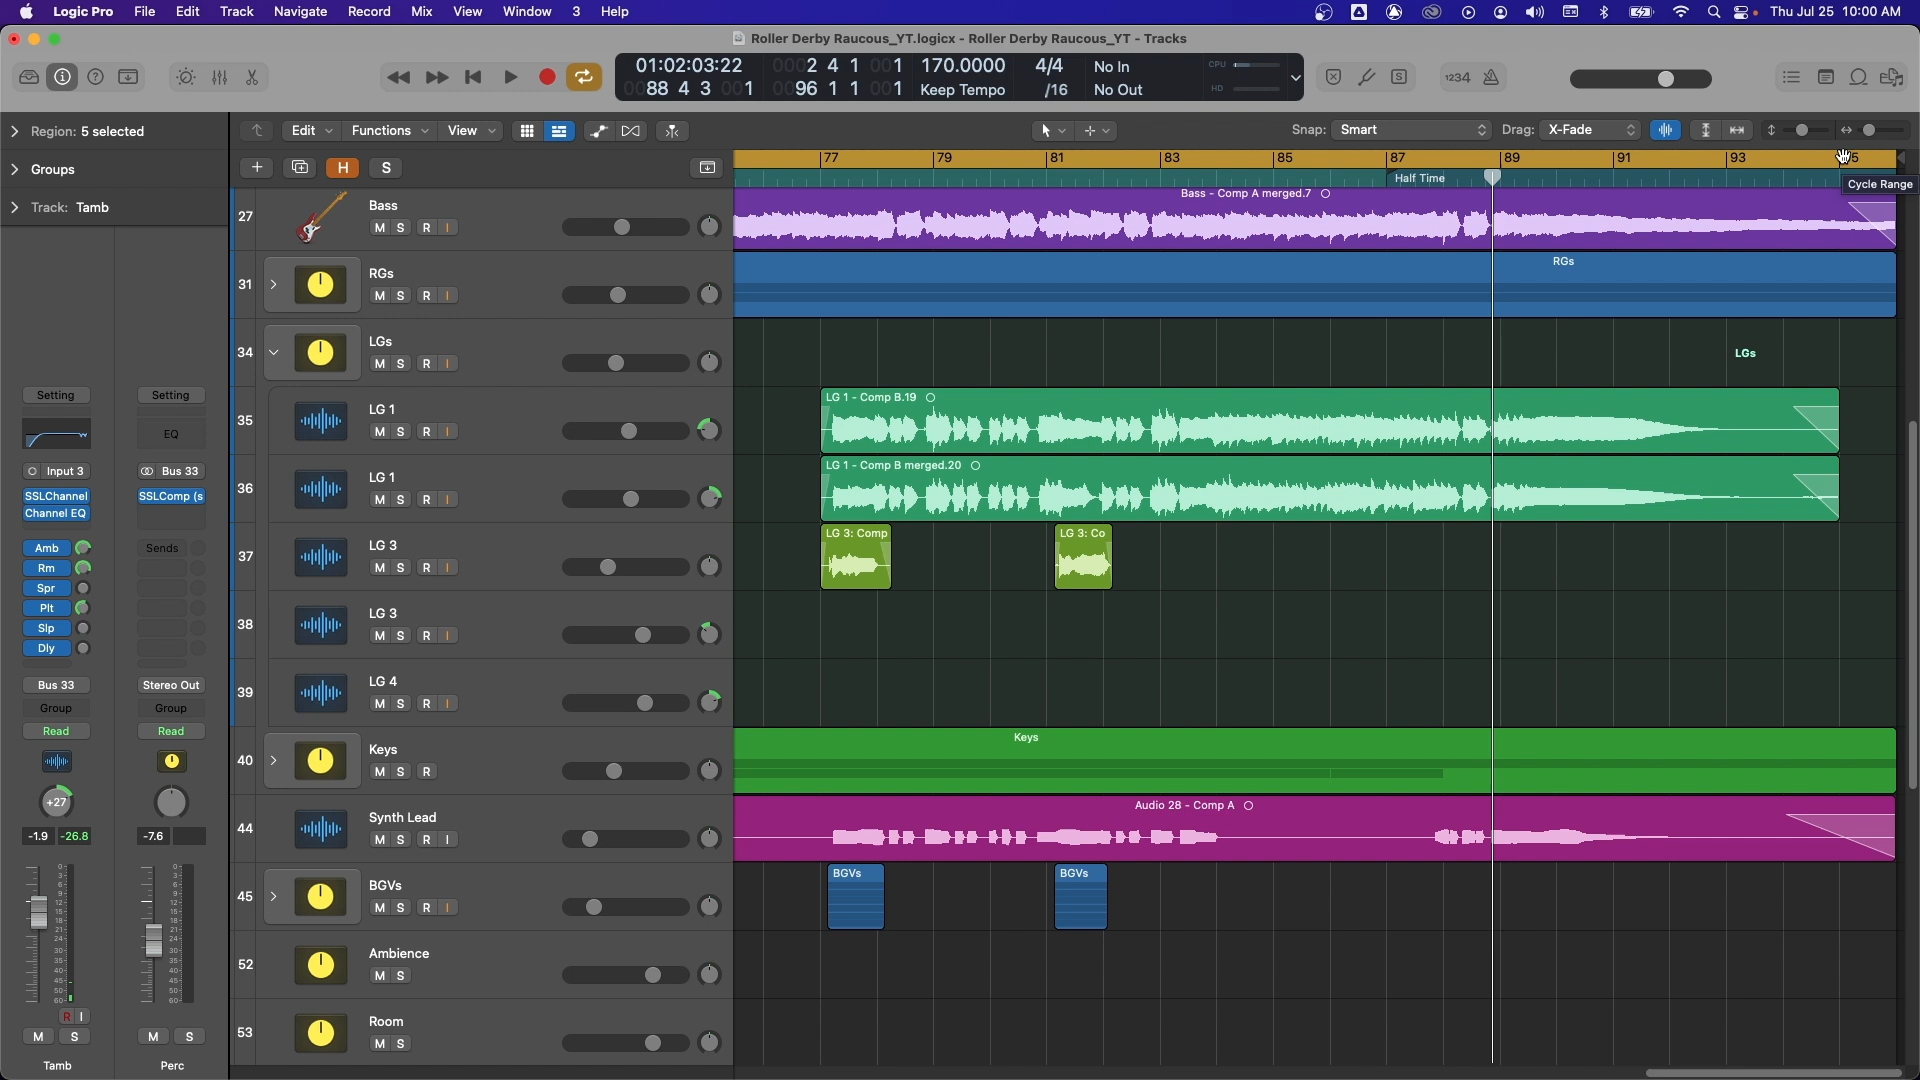 Logic Pro File Edit Track Navigate Record Mix View Window 3 Help Thu Jul 25 10:00 AM
Roller Derby Raucous_YT.logicx - Roller Derby Raucous_YT - Tracks
01:02:03:22 0002 4 1 001 170.0000 4/4 No In CPU
0088 4 3 001 0096 1 1 001 Keep Tempo /16 No Out HD
1234
Region: 5 selected
Edit Functions View Snap: Smart Drag: X-Fade
Groups
H S
77 79 81 83 85 87 89 91 93 95
Half Time
Cycle Range
Track: Tamb
27 Bass
M S R I
Bass - Comp A merged.7
31 RGs
M S R I
RGs
34 LGs
M S R I
LGs
35 LG 1
M S R I
LG 1 - Comp B.19
36 LG 1
M S R I
LG 1 - Comp B merged.20
37 LG 3
M S R I
LG 3: Comp LG 3: Co
38 LG 3
M S R I
39 LG 4
M S R I
40 Keys
M S R
Keys
44 Synth Lead
M S R I
Audio 28 - Comp A
45 BGVs
M S R I
BGVs BGVs
52 Ambience
M S
53 Room
M S
Setting Setting
EQ
Input 3 Bus 33
SSLChannel SSLComp (s
Channel EQ
Amb Sends
Rm
Spr
Plt
Slp
Dly
Bus 33 Stereo Out
Group Group
Read Read
+27
-1.9 -26.8 -7.6
R I
M S M S
Tamb Perc